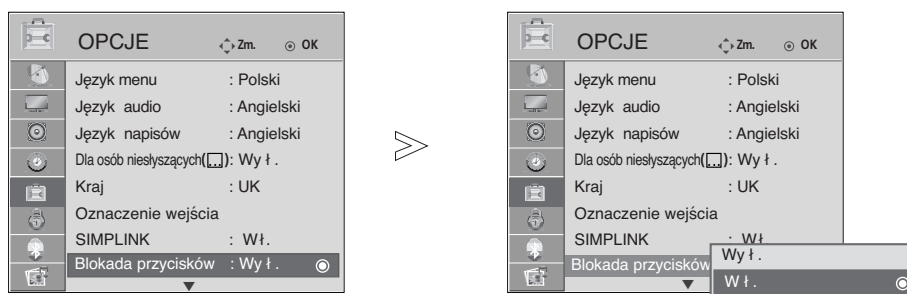 OPCJE Zm. OK
Język menu : Polski
Język audio : Angielski
Język napisów : Angielski
Dla osób niesłyszących( ): Wy ł .
Kraj : UK
Oznaczenie wejścia
SIMPLINK : Wł.
Blokada przycisków : Wy ł .
OPCJE Zm. OK
Język menu : Polski
Język audio : Angielski
Język napisów : Angielski
Dla osób niesłyszących( ): Wy ł .
Kraj : UK
Oznaczenie wejścia
SIMPLINK : Wł.
Blokada przycisków
Wy ł .
W ł .